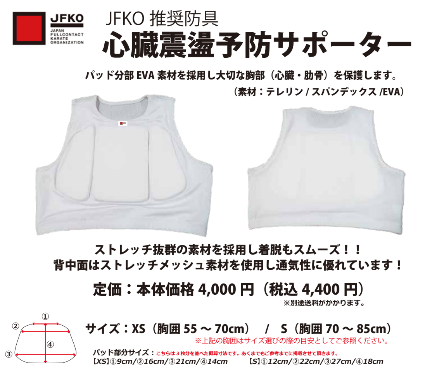 JFKO
JAPAN
FULLCONTACT
KARATE
ORGANIZATION
JFKO 推奨防具
心臓震盪予防サポーター
パッド分部 EVA 素材を採用し大切な胸部（心臓・肋骨）を保護します。
（素材：テレリン / スパンデックス /EVA）
ストレッチ抜群の素材を採用し着脱もスムーズ！！
背中面はストレッチメッシュ素材を使用し通気性に優れています！
定価：本体価格 4,000 円（税込 4,400 円）
※別途送料がかかります。
サイズ：XS（胸囲 55 ～ 70cm） / S（胸囲 70 ～ 85cm）
※上記の胸囲はサイズ選びの際の目安としてご参照ください。
① ② ③ ④
パッド部分サイズ：
【XS】①9cm/②16cm/③21cm/④14cm 【S】①12cm/②22cm/③27cm/④18cm